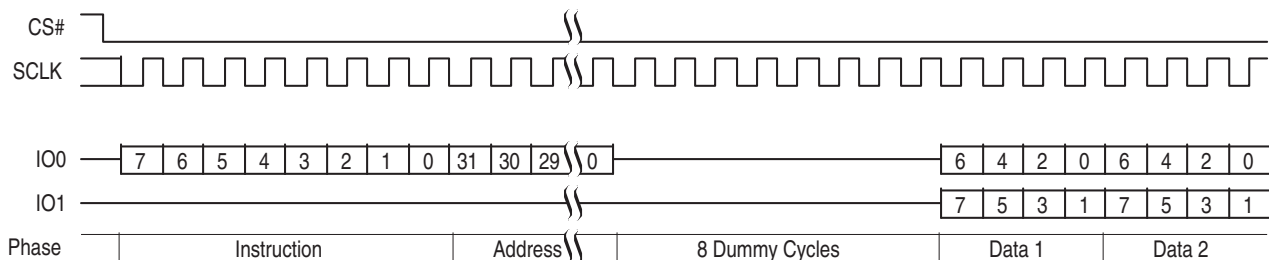 CS#
SCLK
IO0 7 6 5 4 3 2 1 0 31 30 29 0 6 4 2 0 6 4 2 0
IO1 7 5 3 1 7 5 3 1
Phase Instruction Address 8 Dummy Cycles Data 1 Data 2